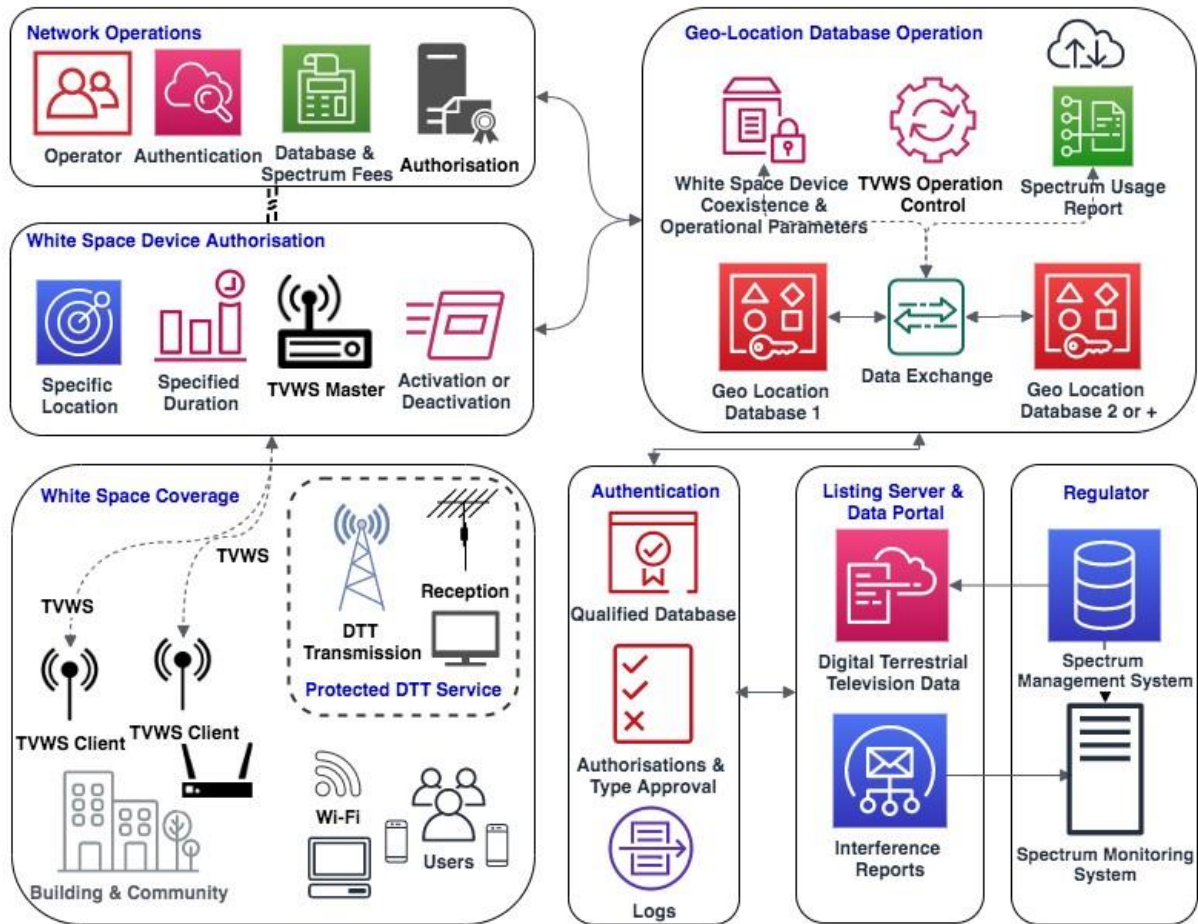 Network Operations
Operator
Authentication
Database &
Spectrum Fees
Authorisation
White Space Device Authorisation
Specific
Location
Specified
Duration
TVWS Master
Activation or
Deactivation
Geo-Location Database Operation
White Space Device
Coexistence &
Operational Parameters
TVWS Operation
Control
Spectrum Usage
Report
Geo Location
Database 1
Data Exchange
Geo Location
Database 2 or +
White Space Coverage
TVWS
TVWS
TVWS Client
TVWS Client
DTT
Transmission
Reception
Protected DTT Service
Building & Community
Wi-Fi
Users
Authentication
Qualified Database
Authorisations &
Type Approval
Logs
Listing Server &
Data Portal
Digital Terrestrial
Television Data
Interference
Reports
Regulator
Spectrum
Management System
Spectrum Monitoring
System